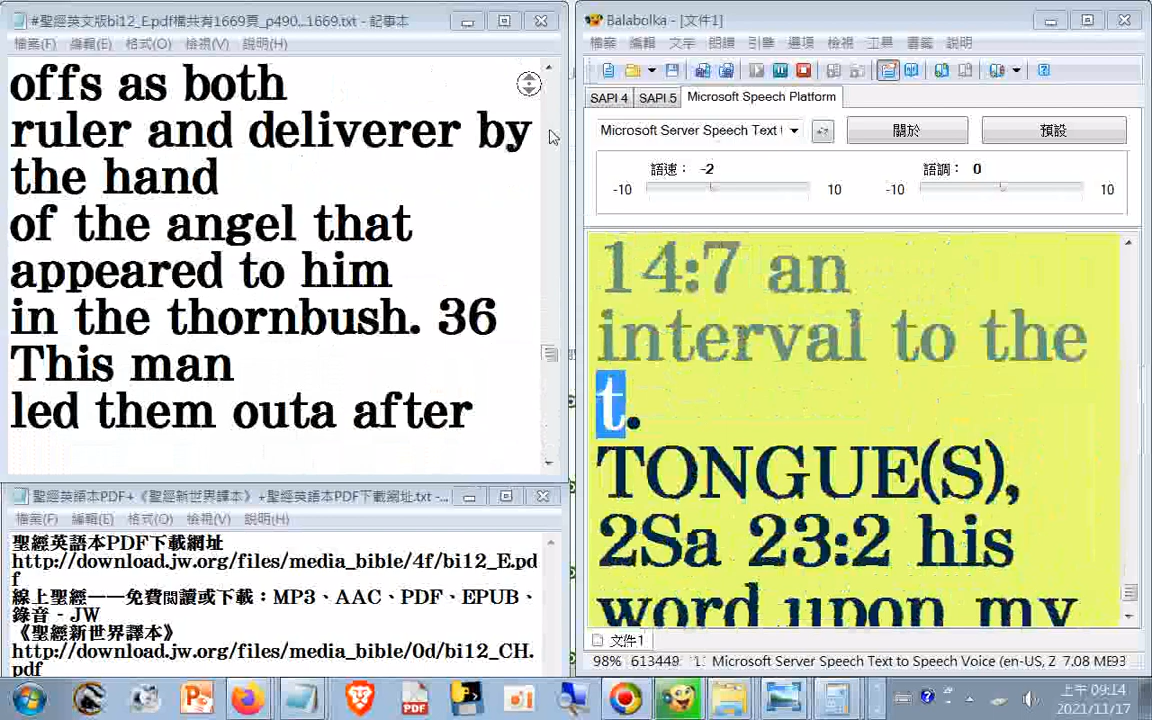 #聖經英文版bi12_E.pdf檔共有1669頁_p490,..1669.txt - 記事本
檔案(F) 編輯(E) 格式(O) 檢視(V) 說明(H)
offs as both
ruler and deliverer by
the hand
of the angel that
appeared to him
in the thornbush. 36
This man
led them outa after
聖經英語本PDF+《聖經新世界譯本》+聖經英語本PDF下載網址.txt - ...
檔案(F) 編輯(E) 格式(O) 檢視(V) 說明(H)
聖經英語本PDF下載網址
http://download.jw.org/files/media_bible/4f/bi12_E.pd
f
線上聖經——免費閱讀或下載：MP3、AAC、PDF、EPUB、
錄音 - JW
《聖經新世界譯本》
http://download.jw.org/files/media_bible/0d/bi12_CH.
pdf
Balabolka - [文件1]
檔案 編輯 文字 朗讀 引擎 選項 檢視 工具 書籤 說明
SAPI 4 SAPI 5 Microsoft Speech Platform
Microsoft Server Speech Text 關於 預設
語速： -2 語調： 0
-10 10 -10 10
14:7 an
interval to the
t.
TONGUE(S),
2Sa 23:2 his
word upon my
文件1
98% 613449 Microsoft Server Speech Text to Speech Voice (en-US, Z 7.08 ME93
上午 09:14
2021/11/17